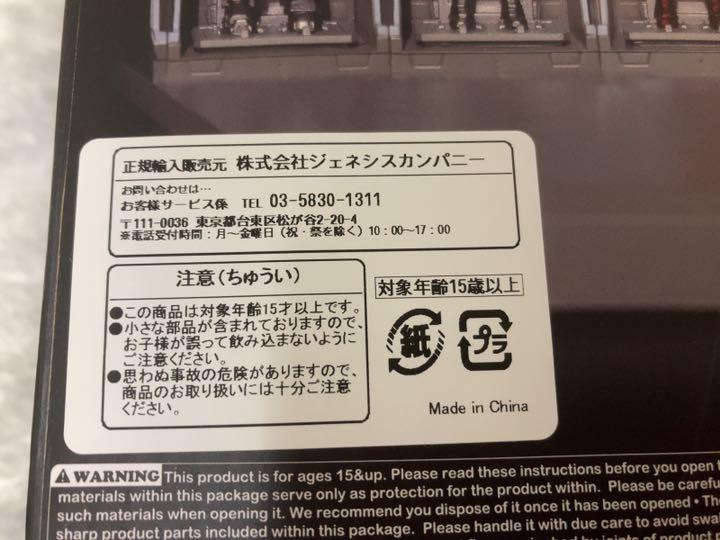 正規輸入販売元 株式会社ジェネシスカンパニー
お問い合わせは…
お客様サービス係 TEL 03-5830-1311
〒111-0036 東京都台東区松が谷2-20-4
※電話受付時間：月～金曜日（祝・祭を除く）10：00～17：00
注意（ちゅうい）
●この商品は対象年齢15才以上です。
●小さな部品が含まれておりますので、
お子様が誤って飲み込まないように
ご注意ください。
●思わぬ事故の危険がありますので、
商品のお取り扱いには十分ご注意
ください。
対象年齢15歳以上
紙
プラ
Made in China
WARNING This product is for ages 15&up. Please read these instructions before you open
materials within this package serve only as protection for the product within. Please be careful
such materials when opening it. We recommend you dispose of it once it has been opened •
sharp product parts included within this package. Please handle it with due care to avoid
by joints of product